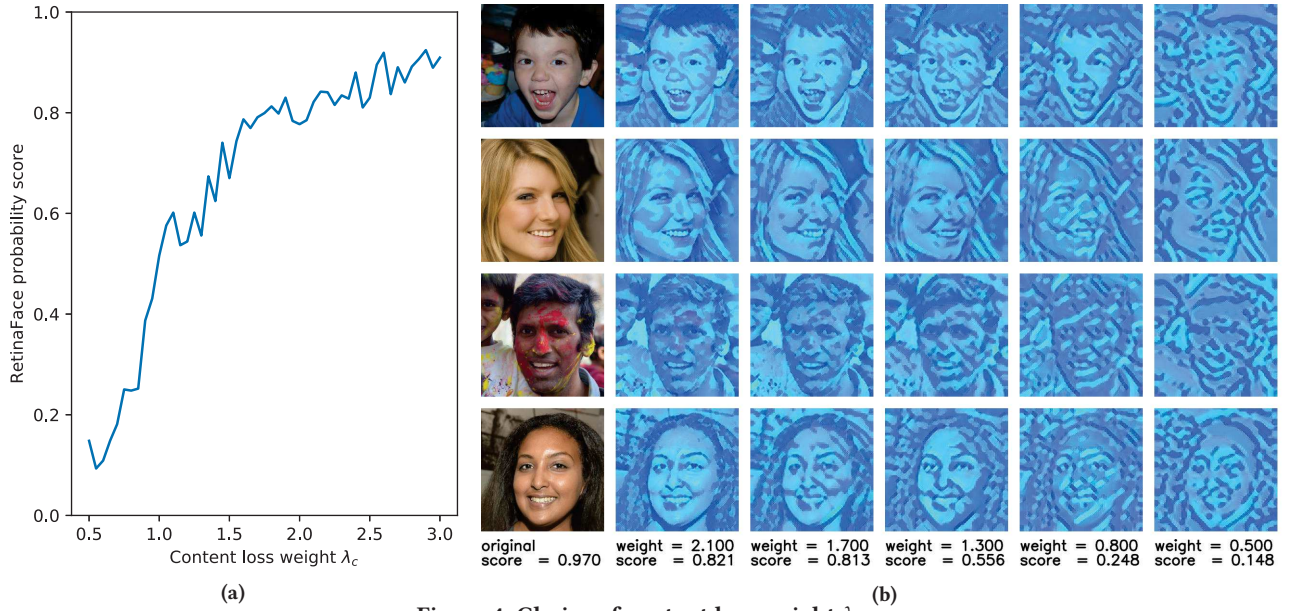 1.0
0.8
0.6
0.4
0.2
0.0
RetinaFace probability score
0.5 1.0 1.5 2.0 2.5 3.0
Content loss weight λc
(a)
original weight = 2.100 weight = 1.700 weight = 1.300 weight = 0.800 weight = 0.500
score = 0.970 score = 0.821 score = 0.813 score = 0.556 score = 0.248 score = 0.148
(b)